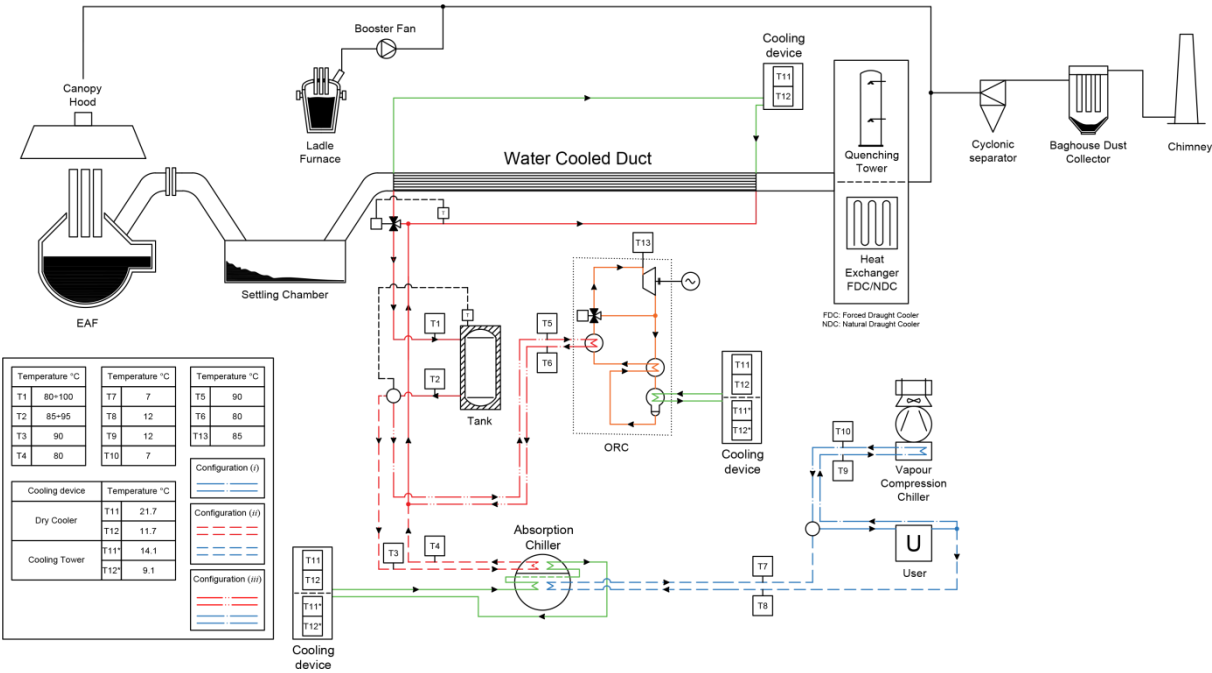 Booster Fan
Canopy
Hood
Ladle
Furnace
Cooling
device
T11
T12
Water Cooled Duct
Quenching
Tower
Heat
Exchanger
FDC/NDC
FDC: Forced Draught Cooler
NDC: Natural Draught Cooler
Cyclonic
separator
Baghouse Dust
Collector
Chimney
EAF
Settling Chamber
T
T
T1
T2
Tank
T5
T6
T13
ORC
T11
T12
T11*
T12*
Cooling
device
T10
T9
Vapour
Compression
Chiller
U
User
T7
T8
Absorption
Chiller
T3
T4
T11
T12
T11*
T12*
Cooling
device
Temperature °C
T1 80÷100
T2 85÷95
T3 90
T4 80
Temperature °C
T7 7
T8 12
T9 12
T10 7
Temperature °C
T5 90
T6 80
T13 85
Cooling device Temperature °C
Dry Cooler T11 21.7
T12 11.7
Cooling Tower T11* 14.1
T12* 9.1
Configuration (i)
Configuration (ii)
Configuration (iii)